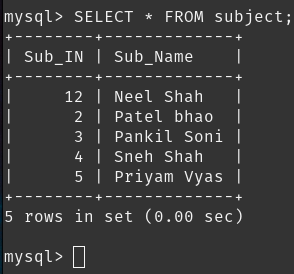 mysql> SELECT * FROM subject;
+--------+-------------+
| Sub_IN | Sub_Name    |
+--------+-------------+
|     12 | Neel Shah   |
|      2 | Patel bhao  |
|      3 | Pankil Soni |
|      4 | Sneh Shah   |
|      5 | Priyam Vyas |
+--------+-------------+
5 rows in set (0.00 sec)
mysql>